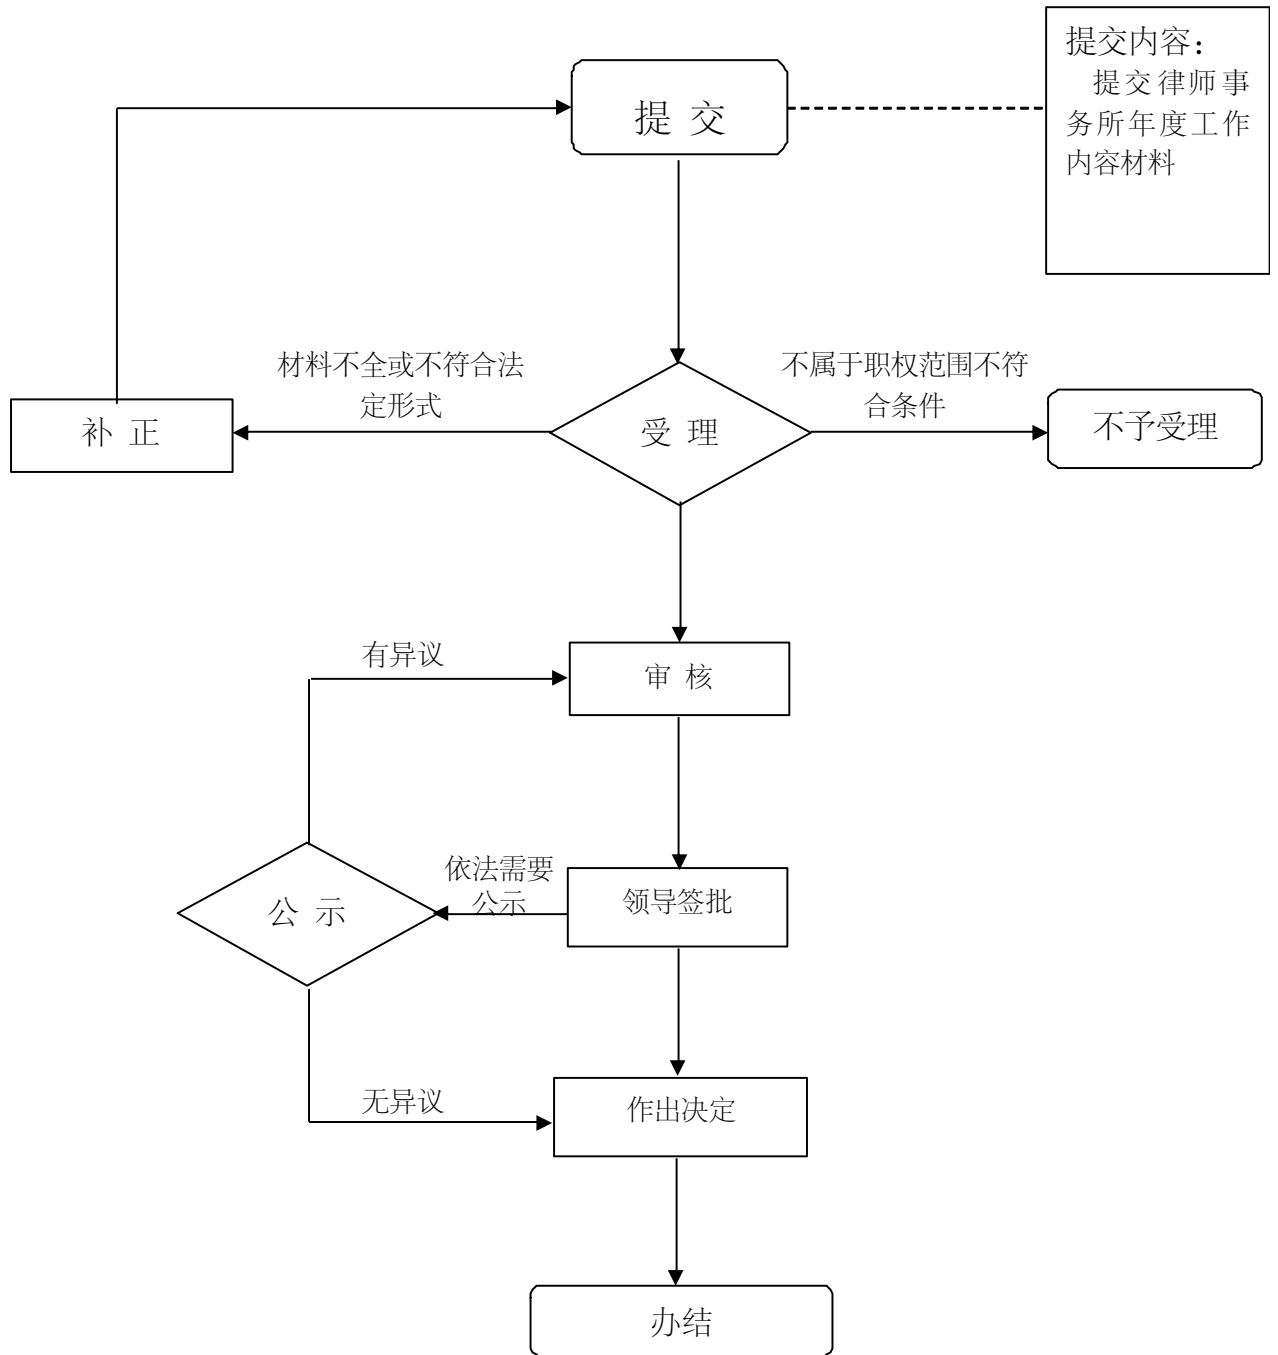 提交内容：
提交律师事
务所年度工作
内容材料
提 交
材料不全或不符合法
定形式
不属于职权范围不符
合条件
补 正
受 理
不予受理
有异议
审 核
依法需要
公示
公 示
领导签批
无异议
作出决定
办结